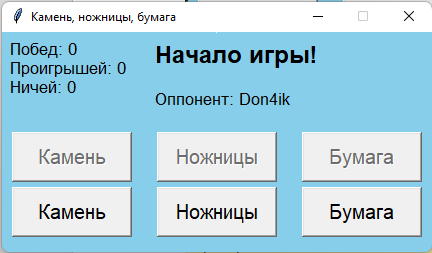 Камень, ножницы, бумага
Побед: 0
Проигрышей: 0
Ничей: 0
Начало игры!
Оппонент: Don4ik
Камень Ножницы Бумага
Камень Ножницы Бумага